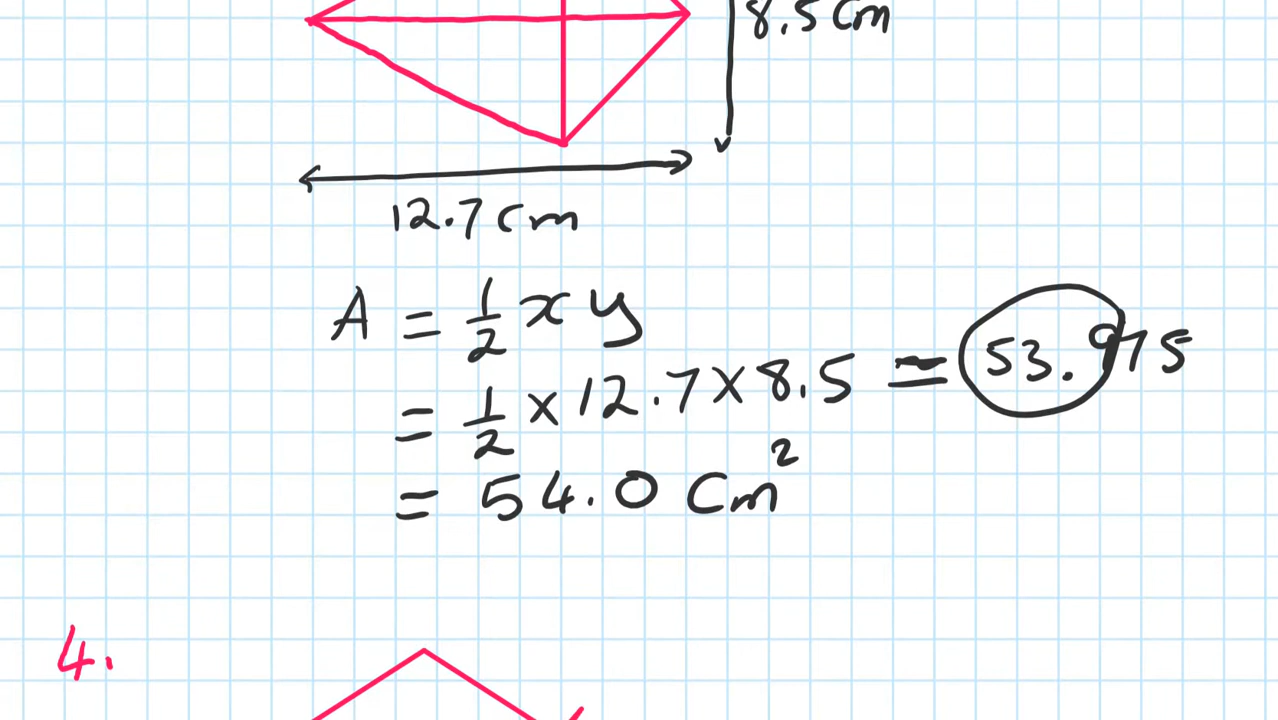 8.5 cm
12.7 cm
A = 1/2 x y
= 1/2 × 12.7 × 8.5 = 53.975
= 54.0 cm²
4.